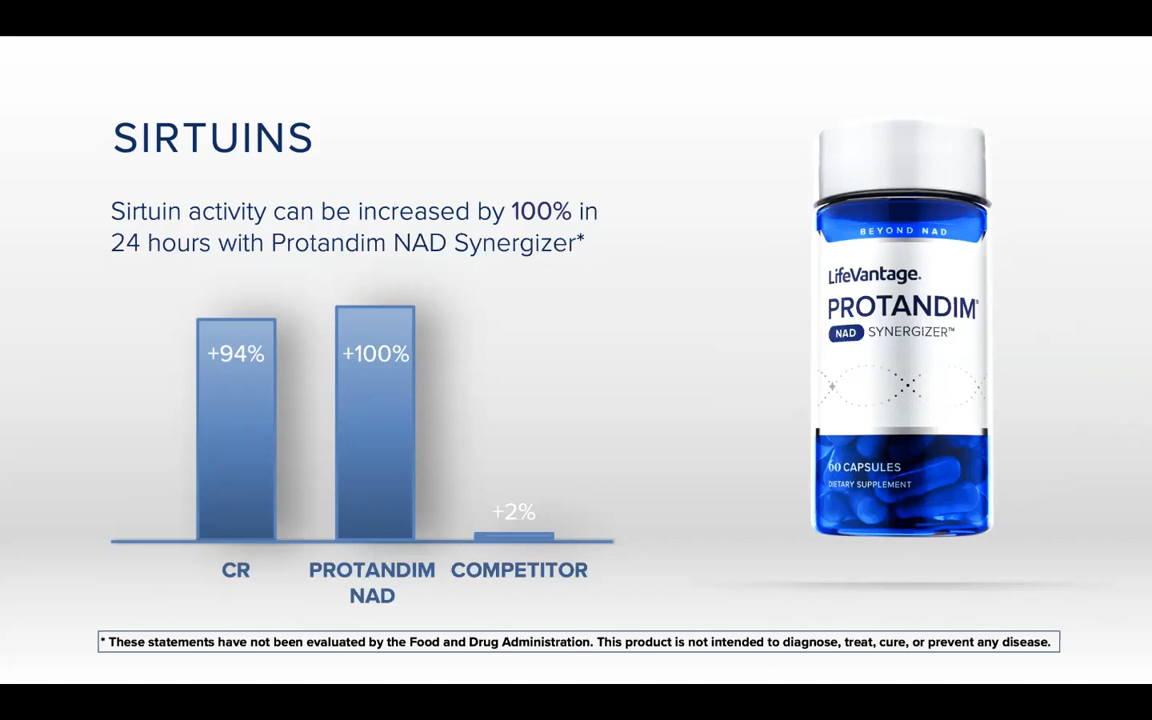 SIRTUINS
Sirtuin activity can be increased by 100% in
24 hours with Protandim NAD Synergizer*
+94%
+100%
+2%
CR
PROTANDIM
NAD
COMPETITOR
BEYOND NAD
LifeVantage.
PROTANDIM®
NAD SYNERGIZER™
60 CAPSULES
DIETARY SUPPLEMENT
* These statements have not been evaluated by the Food and Drug Administration. This product is not intended to diagnose, treat, cure, or prevent any disease.